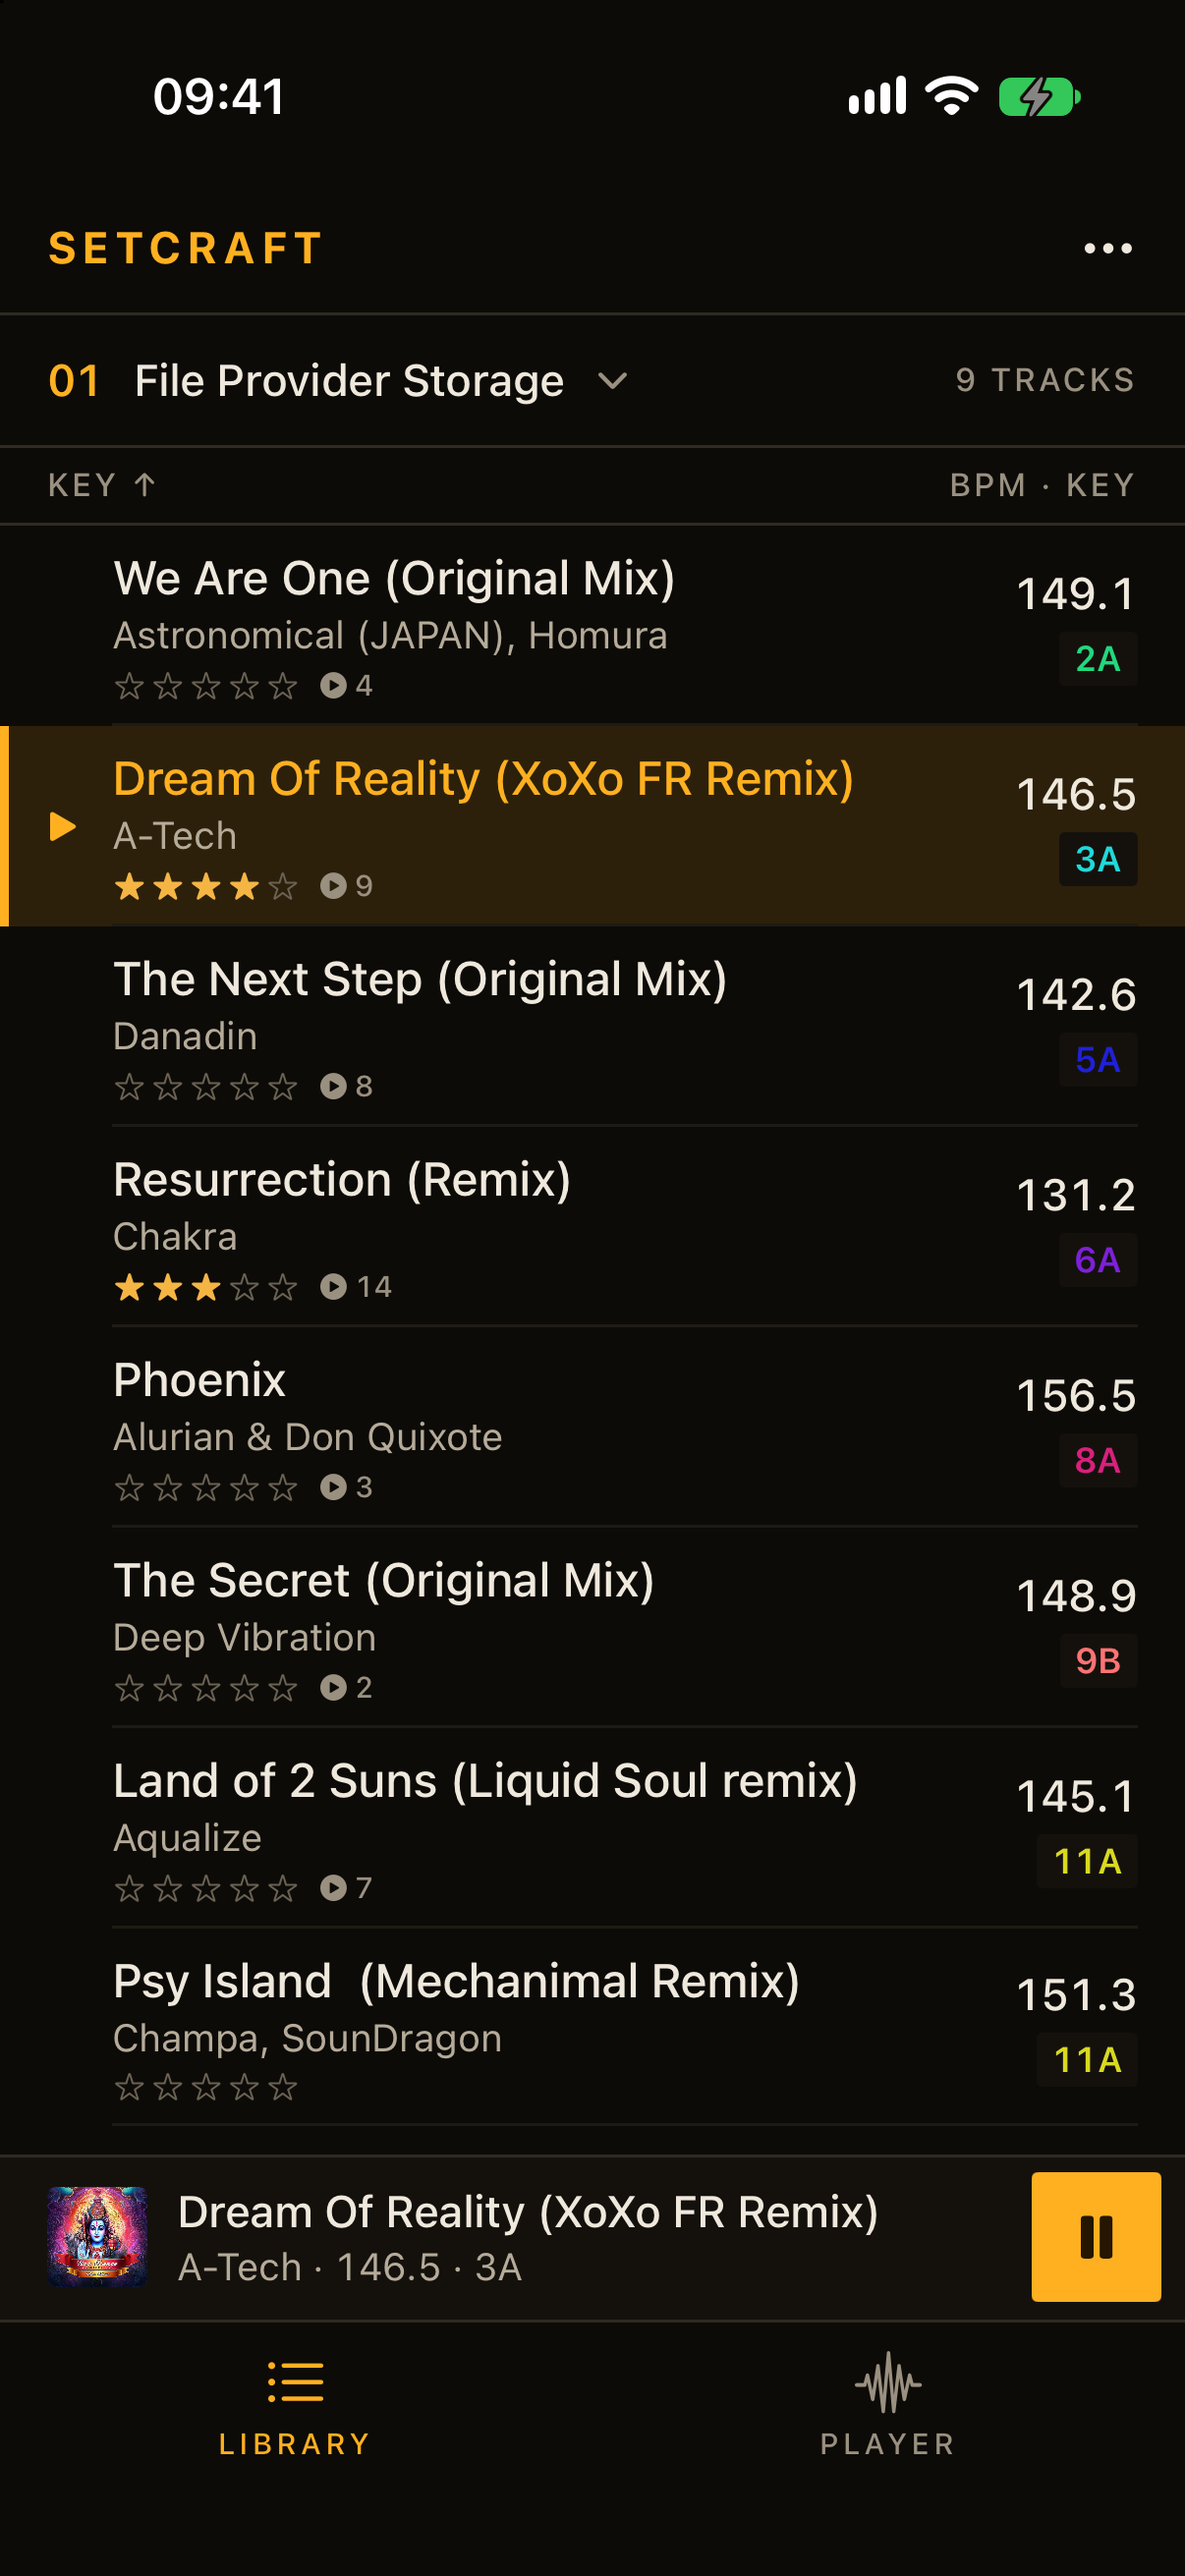 09:41
SETCRAFT
01 File Provider Storage 9 TRACKS
KEY ↑ BPM · KEY
We Are One (Original Mix) 149.1
Astronomical (JAPAN), Homura 2A
4
Dream Of Reality (XoXo FR Remix) 146.5
A-Tech 3A
9
The Next Step (Original Mix) 142.6
Danadin 5A
8
Resurrection (Remix) 131.2
Chakra 6A
14
Phoenix 156.5
Alurian & Don Quixote 8A
3
The Secret (Original Mix) 148.9
Deep Vibration 9B
2
Land of 2 Suns (Liquid Soul remix) 145.1
Aqualize 11A
7
Psy Island  (Mechanimal Remix) 151.3
Champa, SounDragon 11A
Dream Of Reality (XoXo FR Remix)
A-Tech · 146.5 · 3A
LIBRARY PLAYER